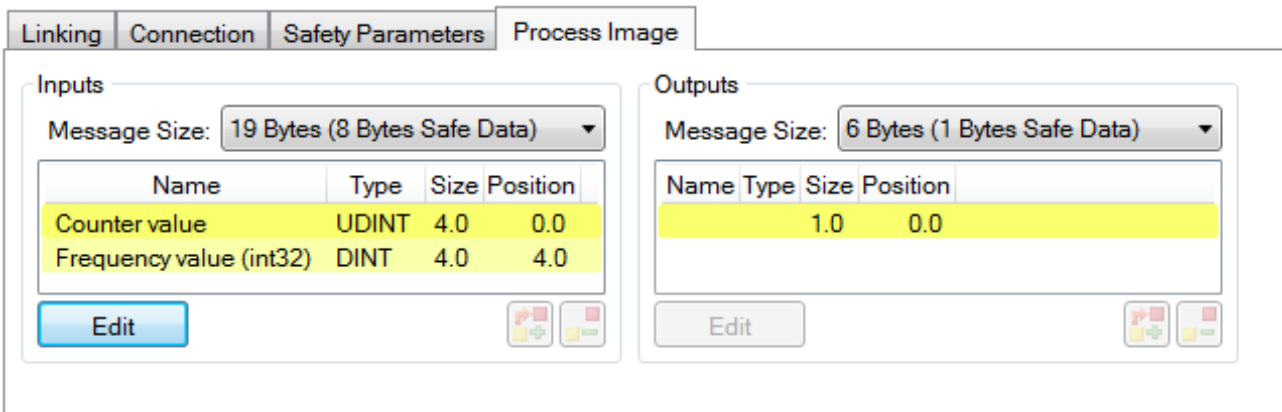 Linking Connection Safety Parameters Process Image
Inputs
Message Size: 19 Bytes (8 Bytes Safe Data)
Name Type Size Position
Counter value UDINT 4.0 0.0
Frequency value (int32) DINT 4.0 4.0
Edit
Outputs
Message Size: 6 Bytes (1 Bytes Safe Data)
Name Type Size Position
1.0 0.0
Edit